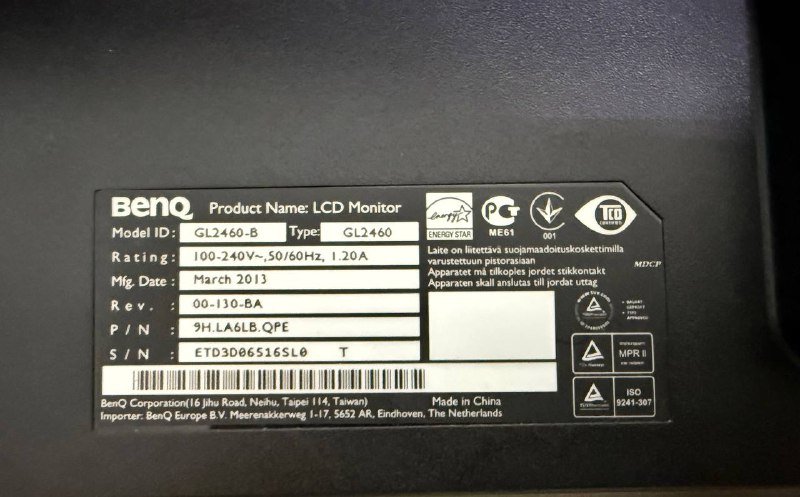 BenQ Product Name: LCD Monitor
Model ID: GL2460-B Type: GL2460
Rating: 100-240V~,50/60Hz, 1.20A
Mfg. Date: March 2013
Rev.: 00-130-BA
P/N: 9H.LA6LB.QPE
S/N: ETD3D06516SL0 T
BenQ Corporation(16 Jihu Road, Neihu, Taipei 114, Taiwan) Made in China
Importer: BenQ Europe B.V. Meerenakkerweg 1-17, 5652 AR, Eindhoven, The Netherlands
energy
ENERGY STAR
PG
ME61
001
TCO
CERTIFIED
Laite on liitettävä suojamaadoituskoskettimilla
varustettuun pistorasiaan
Apparatet må tilkoples jordet stikkontakt
Apparaten skall anslutas till jordat uttag
MDCP
MPR II
ISO
9241-307